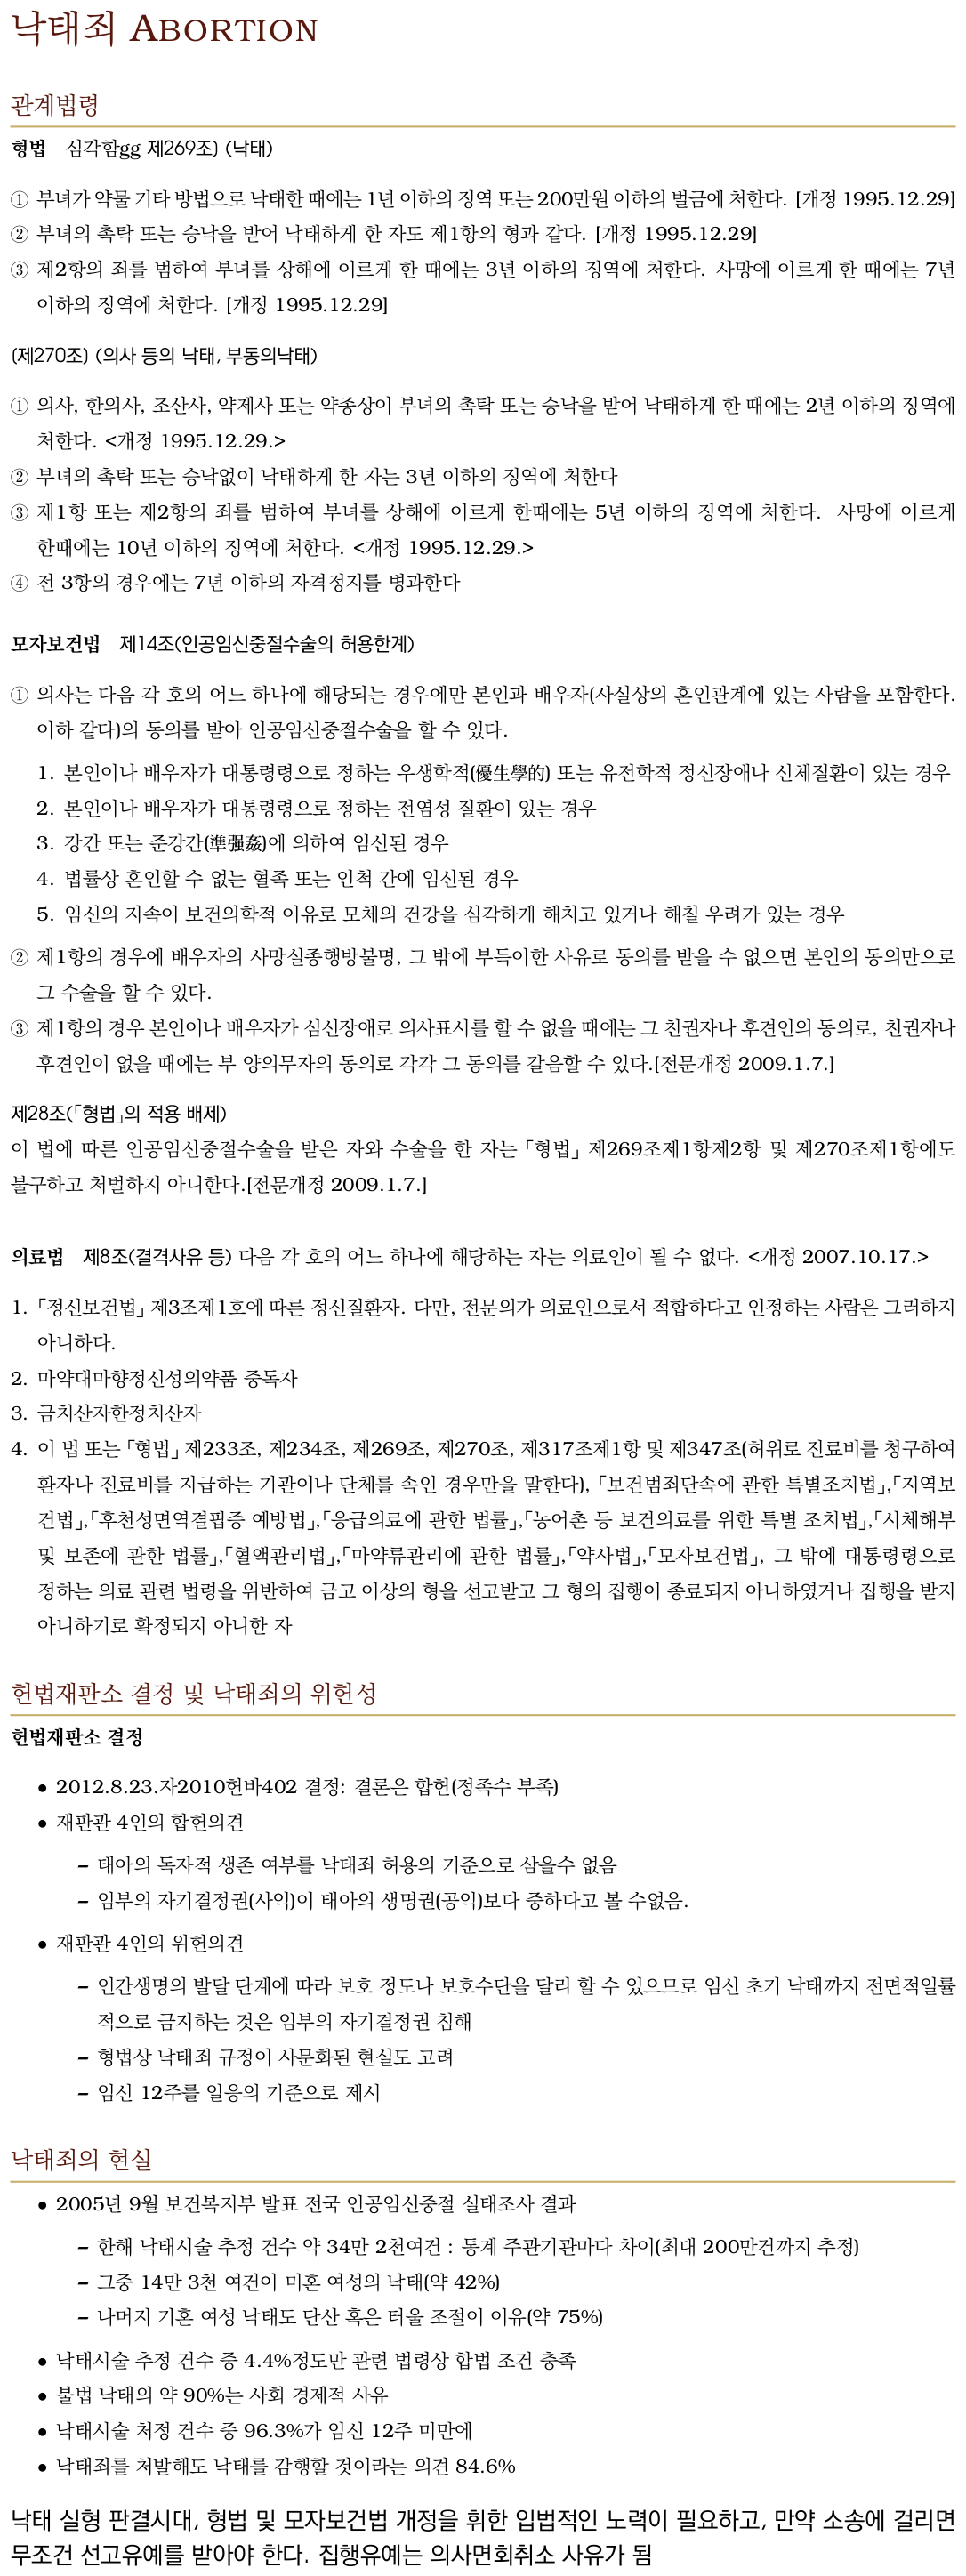 낙태죄 ABORTION
관계법령
형법 심각함gg 제269조] (낙태)
① 부녀가 약물 기타 방법으로 낙태한 때에는 1년 이하의 징역 또는 200만원 이하의 벌금에 처한다. [개정 1995.12.29]
② 부녀의 촉탁 또는 승낙을 받어 낙태하게 한 자도 제1항의 형과 같다. [개정 1995.12.29]
③ 제2항의 죄를 범하여 부녀를 상해에 이르게 한 때에는 3년 이하의 징역에 처한다. 사망에 이르게 한 때에는 7년
이하의 징역에 처한다. [개정 1995.12.29]
[제270조] (의사 등의 낙태, 부동의낙태)
① 의사, 한의사, 조산사, 약제사 또는 약종상이 부녀의 촉탁 또는 승낙을 받어 낙태하게 한 때에는 2년 이하의 징역에
처한다. <개정 1995.12.29.>
② 부녀의 촉탁 또는 승낙없이 낙태하게 한 자는 3년 이하의 징역에 처한다
③ 제1항 또는 제2항의 죄를 범하여 부녀를 상해에 이르게 한때에는 5년 이하의 징역에 처한다. 사망에 이르게
한때에는 10년 이하의 징역에 처한다. <개정 1995.12.29.>
④ 전 3항의 경우에는 7년 이하의 자격정지를 병과한다
모자보건법 제14조(인공임신중절수술의 허용한계)
① 의사는 다음 각 호의 어느 하나에 해당되는 경우에만 본인과 배우자(사실상의 혼인관계에 있는 사람을 포함한다.
이하 같다)의 동의를 받아 인공임신중절수술을 할 수 있다.
1. 본인이나 배우자가 대통령령으로 정하는 우생학적(優生學的) 또는 유전학적 정신장애나 신체질환이 있는 경우
2. 본인이나 배우자가 대통령령으로 정하는 전염성 질환이 있는 경우
3. 강간 또는 준강간(準强姦)에 의하여 임신된 경우
4. 법률상 혼인할 수 없는 혈족 또는 인척 간에 임신된 경우
5. 임신의 지속이 보건의학적 이유로 모체의 건강을 심각하게 해치고 있거나 해칠 우려가 있는 경우
② 제1항의 경우에 배우자의 사망실종행방불명, 그 밖에 부득이한 사유로 동의를 받을 수 없으면 본인의 동의만으로
그 수술을 할 수 있다.
③ 제1항의 경우 본인이나 배우자가 심신장애로 의사표시를 할 수 없을 때에는 그 친권자나 후견인의 동의로, 친권자나
후견인이 없을 때에는 부 양의무자의 동의로 각각 그 동의를 갈음할 수 있다.[전문개정 2009.1.7.]
제28조(「형법」의 적용 배제)
이 법에 따른 인공임신중절수술을 받은 자와 수술을 한 자는 「형법」 제269조제1항제2항 및 제270조제1항에도
불구하고 처벌하지 아니한다.[전문개정 2009.1.7.]
의료법 제8조(결격사유 등) 다음 각 호의 어느 하나에 해당하는 자는 의료인이 될 수 없다. <개정 2007.10.17.>
1. 「정신보건법」 제3조제1호에 따른 정신질환자. 다만, 전문의가 의료인으로서 적합하다고 인정하는 사람은 그러하지
아니하다.
2. 마약대마향정신성의약품 중독자
3. 금치산자한정치산자
4. 이 법 또는 「형법」 제233조, 제234조, 제269조, 제270조, 제317조제1항 및 제347조(허위로 진료비를 청구하여
환자나 진료비를 지급하는 기관이나 단체를 속인 경우만을 말한다), 「보건범죄단속에 관한 특별조치법」,「지역보
건법」,「후천성면역결핍증 예방법」,「응급의료에 관한 법률」,「농어촌 등 보건의료를 위한 특별 조치법」,「시체해부
및 보존에 관한 법률」,「혈액관리법」,「마약류관리에 관한 법률」,「약사법」,「모자보건법」, 그 밖에 대통령령으로
정하는 의료 관련 법령을 위반하여 금고 이상의 형을 선고받고 그 형의 집행이 종료되지 아니하였거나 집행을 받지
아니하기로 확정되지 아니한 자
헌법재판소 결정 및 낙태죄의 위헌성
헌법재판소 결정
• 2012.8.23.자2010헌바402 결정: 결론은 합헌(정족수 부족)
• 재판관 4인의 합헌의견
– 태아의 독자적 생존 여부를 낙태죄 허용의 기준으로 삼을수 없음
– 임부의 자기결정권(사익)이 태아의 생명권(공익)보다 중하다고 볼 수없음.
• 재판관 4인의 위헌의견
– 인간생명의 발달 단계에 따라 보호 정도나 보호수단을 달리 할 수 있으므로 임신 초기 낙태까지 전면적일률
적으로 금지하는 것은 임부의 자기결정권 침해
– 형법상 낙태죄 규정이 사문화된 현실도 고려
– 임신 12주를 일응의 기준으로 제시
낙태죄의 현실
• 2005년 9월 보건복지부 발표 전국 인공임신중절 실태조사 결과
– 한해 낙태시술 추정 건수 약 34만 2천여건 : 통계 주관기관마다 차이(최대 200만건까지 추정)
– 그중 14만 3천 여건이 미혼 여성의 낙태(약 42%)
– 나머지 기혼 여성 낙태도 단산 혹은 터울 조절이 이유(약 75%)
• 낙태시술 추정 건수 중 4.4%정도만 관련 법령상 합법 조건 충족
• 불법 낙태의 약 90%는 사회 경제적 사유
• 낙태시술 처정 건수 중 96.3%가 임신 12주 미만에
• 낙태죄를 처발해도 낙태를 감행할 것이라는 의견 84.6%
낙태 실형 판결시대, 형법 및 모자보건법 개정을 휘한 입법적인 노력이 필요하고, 만약 소송에 걸리면
무조건 선고유예를 받아야 한다. 집행유예는 의사면회취소 사유가 됨